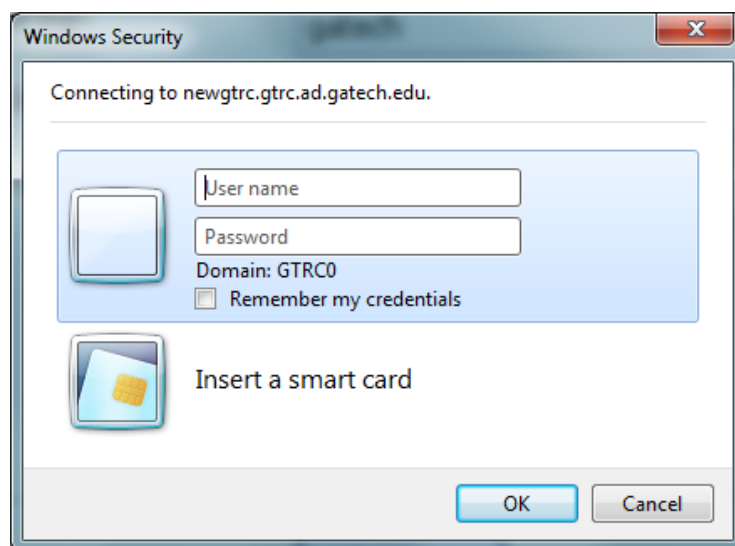 gatech
Windows Security
Connecting to newgtrc.gtrc.ad.gatech.edu.
User name
Password
Domain: GTRC0
Remember my credentials
Insert a smart card
OK
Cancel